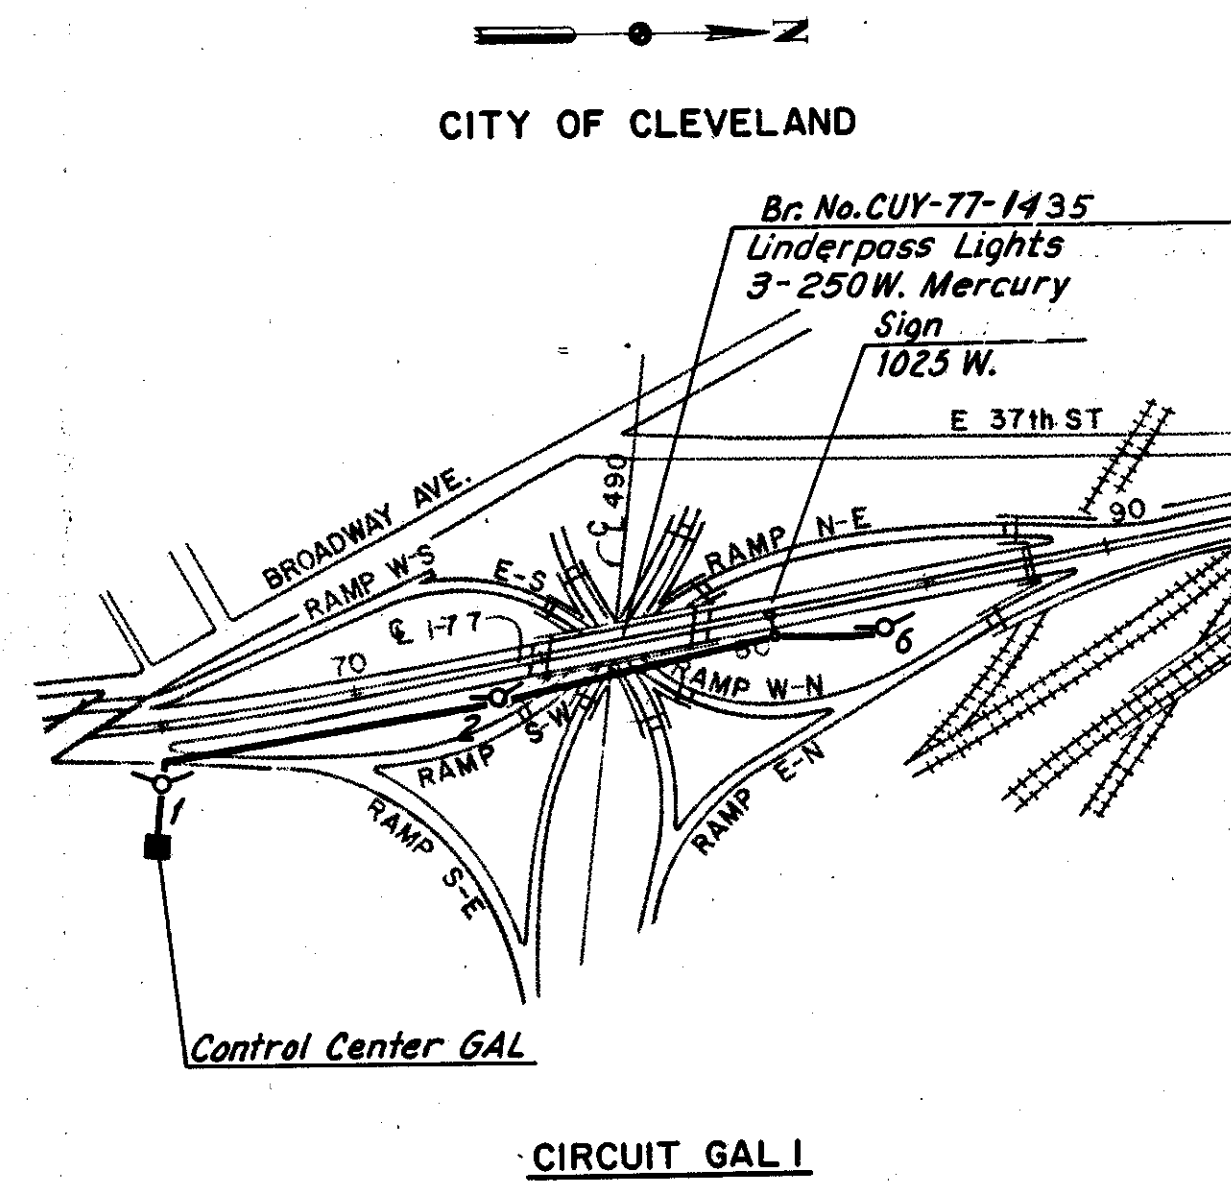 N
CITY OF CLEVELAND
Br. No. CUY-77-1435
Underpass Lights
3-250W. Mercury
Sign
1025 W.
E 37th ST
BROADWAY AVE.
℄ 490
90
RAMP N-E
RAMP W-S
E-S
℄ I-77
70
6
2
S-W
RAMP
RAMP W-N
E-N
RAMP
1
RAMP
S-E
Control Center GAL
CIRCUIT GAL 1